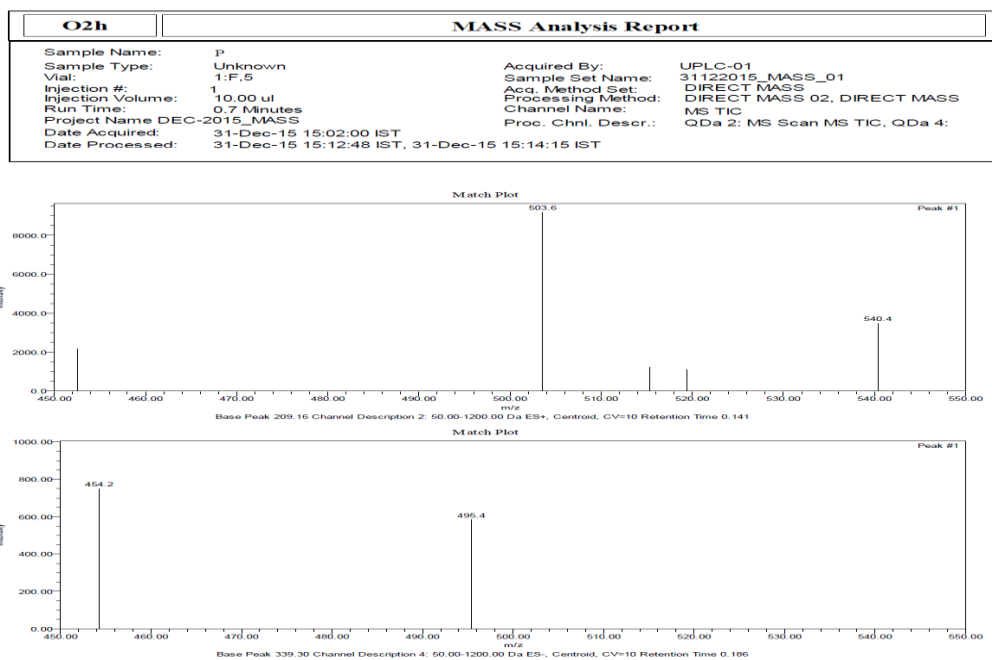 O2h MASS Analysis Report
Sample Name: P
Sample Type: Unknown
Vial: 1:F,5
Injection #: 1
Injection Volume: 10.00 ul
Run Time: 0.7 Minutes
Project Name DEC-2015_MASS
Date Acquired: 31-Dec-15 15:02:00 IST
Date Processed: 31-Dec-15 15:12:48 IST, 31-Dec-15 15:14:15 IST
Acquired By: UPLC-01
Sample Set Name: 31122015_MASS_01
Acq. Method Set: DIRECT MASS
Processing Method: DIRECT MASS 02, DIRECT MASS
Channel Name: MS TIC
Proc. Chnl. Descr.: QDa 2: MS Scan MS TIC, QDa 4:
Match Plot
503.6 Peak #1
8000.0
6000.0
4000.0
540.4
2000.0
0.0
450.00 460.00 470.00 480.00 490.00 500.00 510.00 520.00 530.00 540.00 550.00
m/z
Base Peak 209.16 Channel Description 2: 50.00-1200.00 Da ES+, Centroid, CV=10 Retention Time 0.141
Match Plot
1000.00
Peak #1
800.00
454.2
600.00
495.4
400.00
200.00
0.00
450.00 460.00 470.00 480.00 490.00 500.00 510.00 520.00 530.00 540.00 550.00
m/z
Base Peak 339.30 Channel Description 4: 50.00-1200.00 Da ES-, Centroid, CV=10 Retention Time 0.186